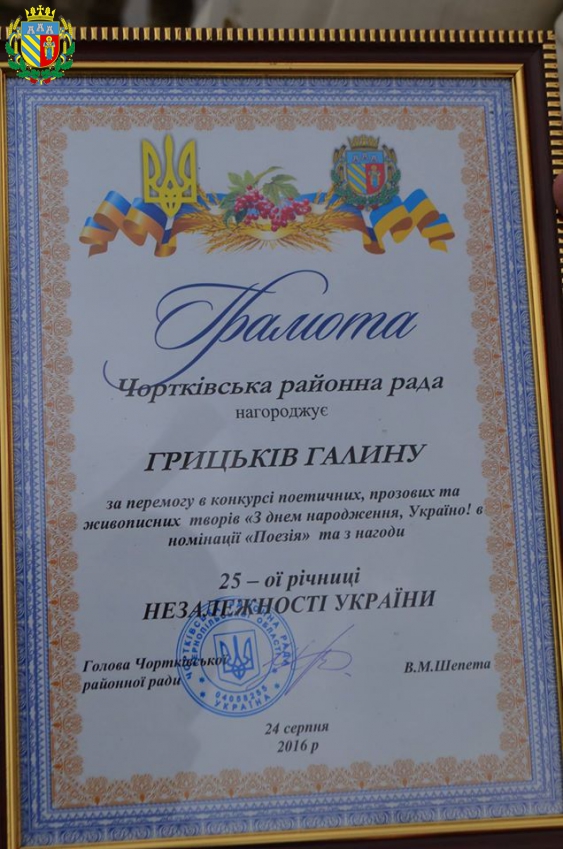 Грамота
Чортківська районна рада
нагороджує
ГРИЦЬКІВ ГАЛИНУ
за перемогу в конкурсі поетичних, прозових та
живописних творів «З днем народження, Україно! в
номінації «Поезія» та з нагоди
25 – ої річниці
НЕЗАЛЕЖНОСТІ УКРАЇНИ
Голова Чортківської
районної ради
В.М.Шепета
УКРАЇНА
24 серпня
2016 р